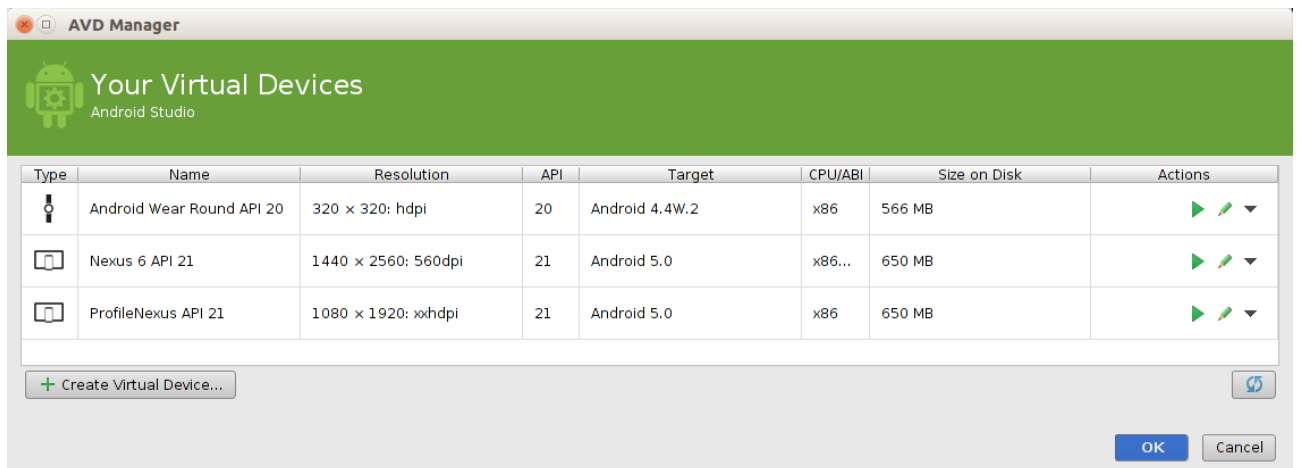 AVD Manager
Your Virtual Devices
Android Studio
Type Name Resolution API Target CPU/ABI Size on Disk Actions
Android Wear Round API 20 320 × 320: hdpi 20 Android 4.4W.2 x86 566 MB
Nexus 6 API 21 1440 × 2560: 560dpi 21 Android 5.0 x86... 650 MB
ProfileNexus API 21 1080 × 1920: xxhdpi 21 Android 5.0 x86 650 MB
Create Virtual Device...
OK Cancel